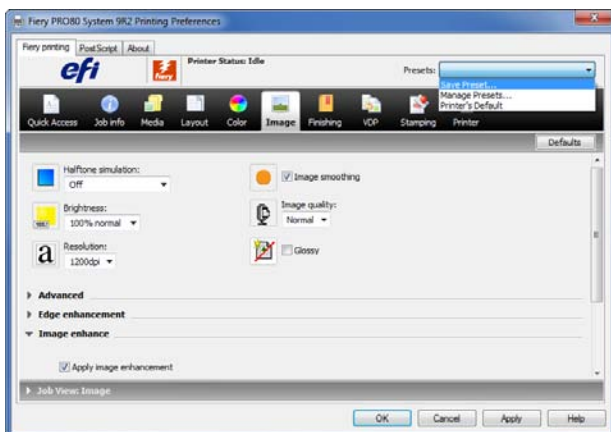 Fiery PRO80 System 9R2 Printing Preferences
Fiery printing PostScript About
efi
Fiery
Printer Status: Idle
Presets:
Save Preset...
Manage Presets...
Printer's Default
Quick Access Job info Media Layout Color Image Finishing VDP Stamping Printer
Defaults
Halftone simulation:
Off
Image smoothing
Brightness:
100% normal
Image quality:
Normal
a
Resolution:
1200dpi
Glossy
Advanced
Edge enhancement
Image enhance
Apply image enhancement
Job View: Image
OK Cancel Apply Help